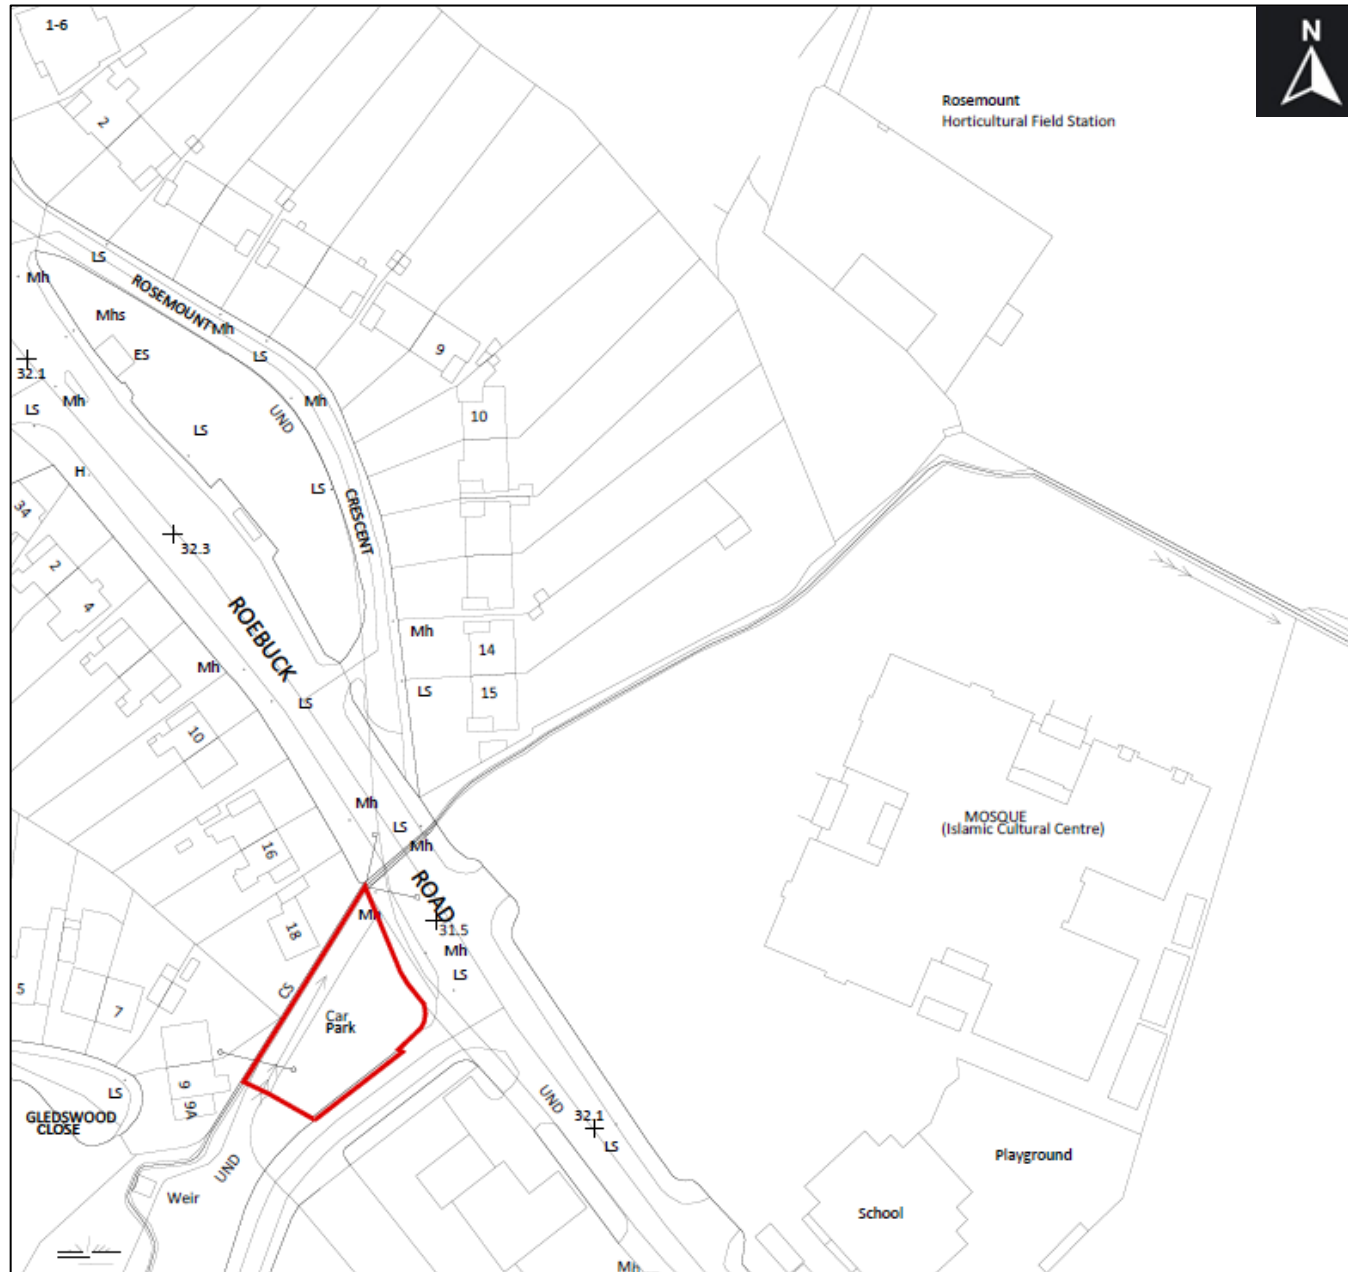 1-6
N
Rosemount
Horticultural Field Station
2
LS
Mh
ROSEMOUNT
Mhs
Mh
ES
LS
9
32.1
Mh
LS
Mh
UND
10
LS
H
LS
CRESCENT
34
32.3
2
4
ROEBUCK
Mh
14
Mh
LS
LS
15
10
Mh
LS
Mh
MOSQUE
(Islamic Cultural Centre)
16
ROAD
Mh
18
31.5
Mh
LS
5
CS
7
Car
Park
9
9A
LS
GLEDSWOOD
CLOSE
UND
32.1
LS
Playground
UND
Weir
School
Mh